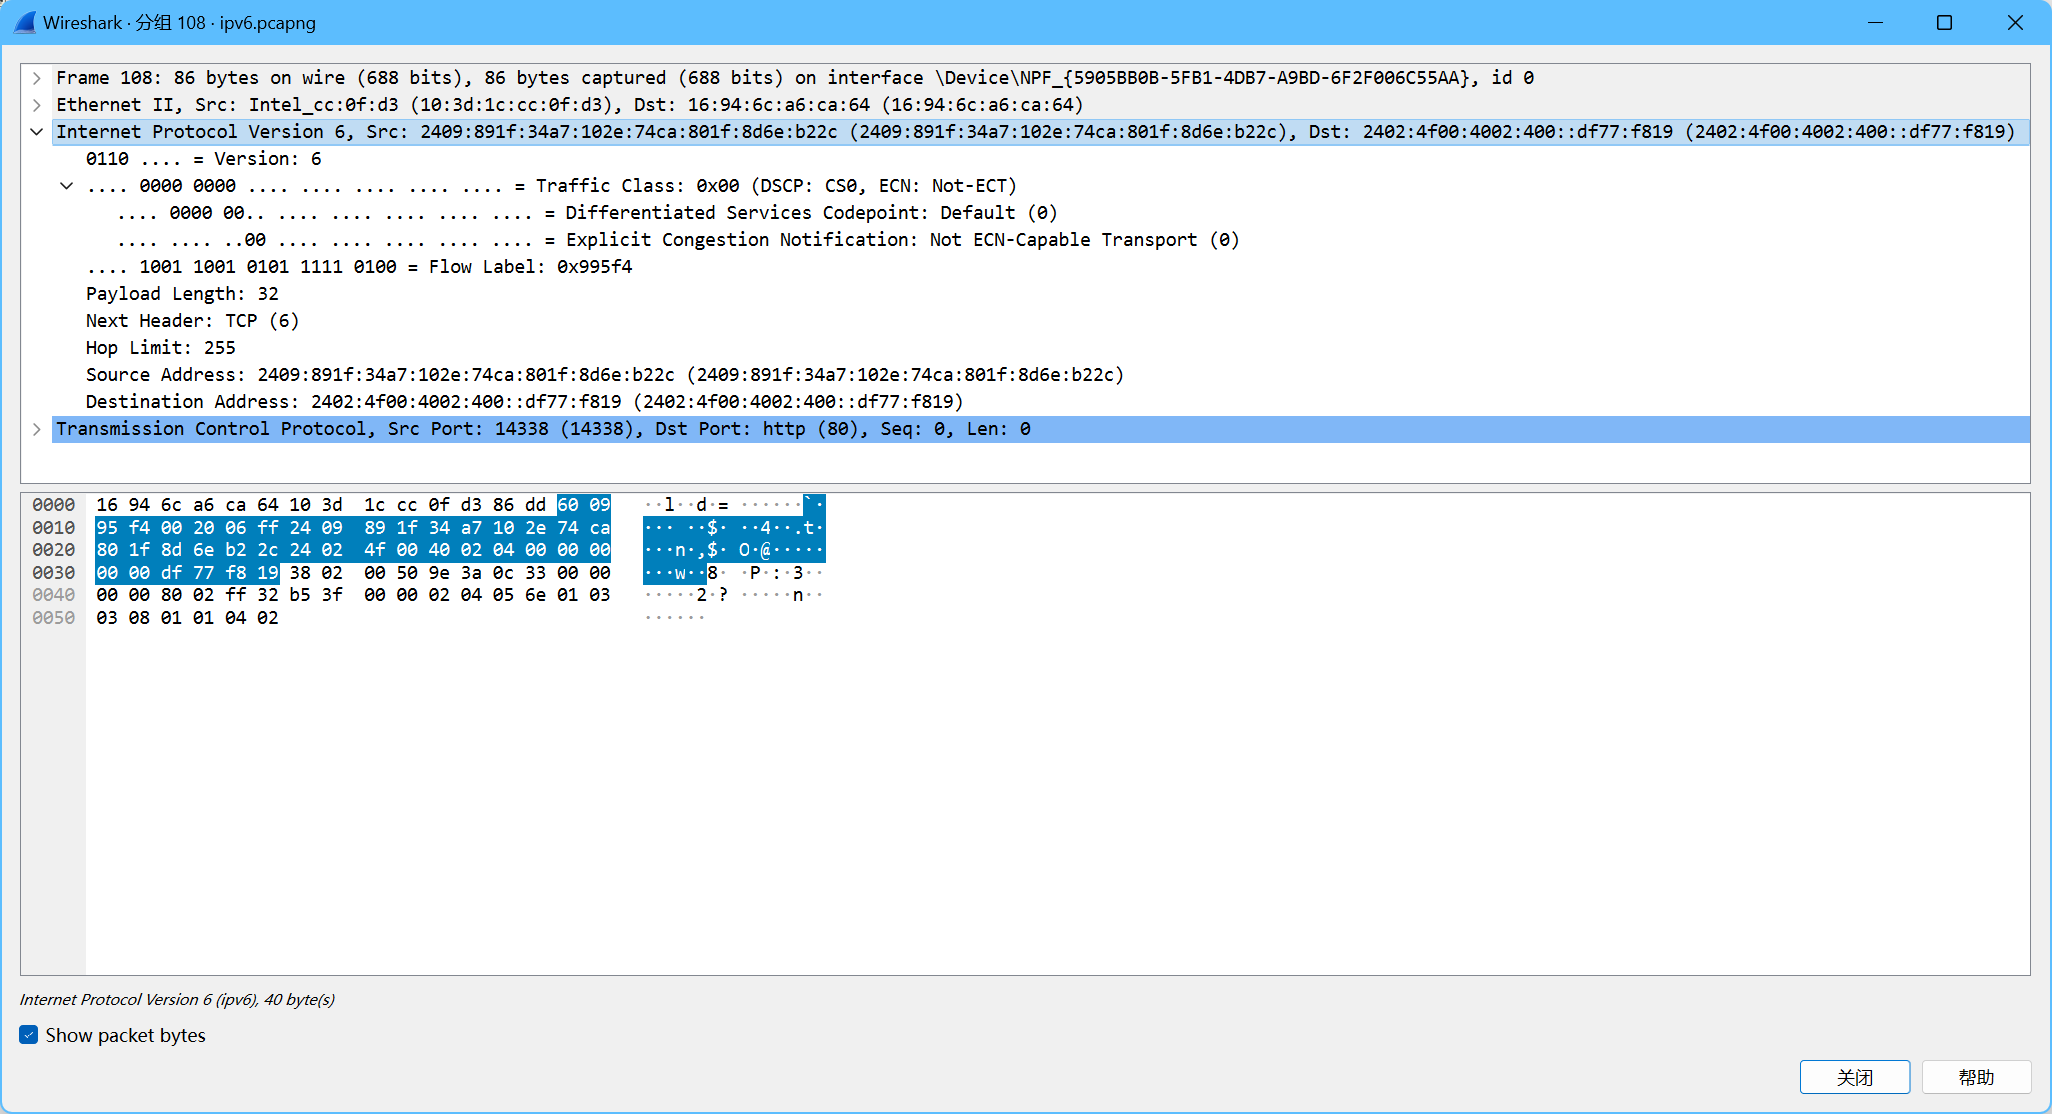 Wireshark · 分组 108 · ipv6.pcapng
Frame 108: 86 bytes on wire (688 bits), 86 bytes captured (688 bits) on interface \Device\NPF_{5905BB0B-5FB1-4DB7-A9BD-6F2F006C55AA}, id 0
Ethernet II, Src: Intel_cc:0f:d3 (10:3d:1c:cc:0f:d3), Dst: 16:94:6c:a6:ca:64 (16:94:6c:a6:ca:64)
Internet Protocol Version 6, Src: 2409:891f:34a7:102e:74ca:801f:8d6e:b22c (2409:891f:34a7:102e:74ca:801f:8d6e:b22c), Dst: 2402:4f00:4002:400::df77:f819 (2402:4f00:4002:400::df77:f819)
0110 .... = Version: 6
.... 0000 0000 .... .... .... .... .... = Traffic Class: 0x00 (DSCP: CS0, ECN: Not-ECT)
.... 0000 00.. .... .... .... .... .... = Differentiated Services Codepoint: Default (0)
.... .... ..00 .... .... .... .... .... = Explicit Congestion Notification: Not ECN-Capable Transport (0)
.... 1001 1001 0101 1111 0100 = Flow Label: 0x995f4
Payload Length: 32
Next Header: TCP (6)
Hop Limit: 255
Source Address: 2409:891f:34a7:102e:74ca:801f:8d6e:b22c (2409:891f:34a7:102e:74ca:801f:8d6e:b22c)
Destination Address: 2402:4f00:4002:400::df77:f819 (2402:4f00:4002:400::df77:f819)
Transmission Control Protocol, Src Port: 14338 (14338), Dst Port: http (80), Seq: 0, Len: 0
0000 16 94 6c a6 ca 64 10 3d 1c cc 0f d3 86 dd 60 09 ··l··d·= ······`·
0010 95 f4 00 20 06 ff 24 09 89 1f 34 a7 10 2e 74 ca ··· ··$· ··4··.t·
0020 80 1f 8d 6e b2 2c 24 02 4f 00 40 02 04 00 00 00 ···n·,$· O·@·····
0030 00 00 df 77 f8 19 38 02 00 50 9e 3a 0c 33 00 00 ···w··8· ·P·:·3··
0040 00 00 80 02 ff 32 b5 3f 00 00 02 04 05 6e 01 03 ·····2·? ·····n··
0050 03 08 01 01 04 02 ······
Internet Protocol Version 6 (ipv6), 40 byte(s)
Show packet bytes
关闭 帮助